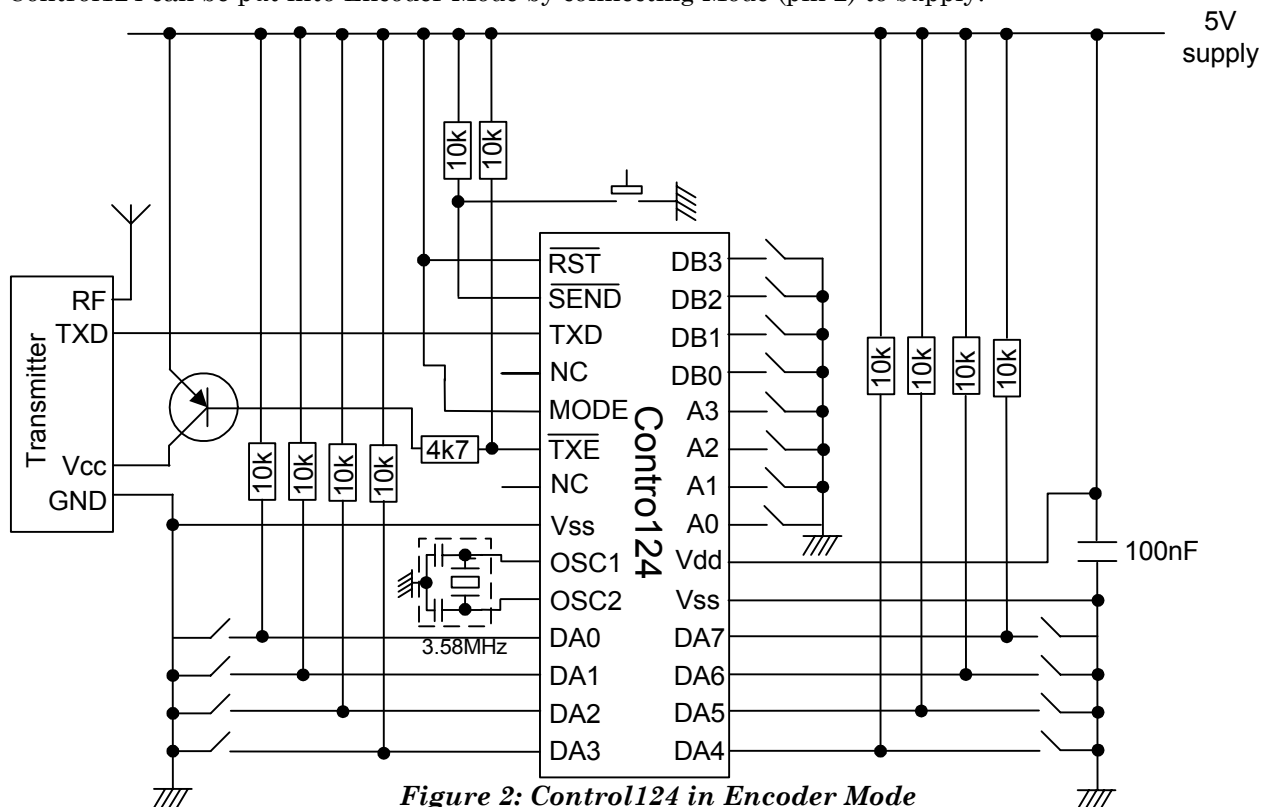 Control124 can be put into Encoder Mode by connecting Mode (pin 2) to supply.
5V
supply
10k
10k
RST
SEND
TXD
NC
MODE
TXE
NC
Vss
OSC1
OSC2
DA0
DA1
DA2
DA3
Contro124
DB3
DB2
DB1
DB0
A3
A2
A1
A0
Vdd
Vss
DA7
DA6
DA5
DA4
RF
TXD
Transmitter
Vcc
GND
4k7
10k
10k
10k
10k
10k
10k
10k
10k
3.58MHz
100nF
Figure 2: Control124 in Encoder Mode